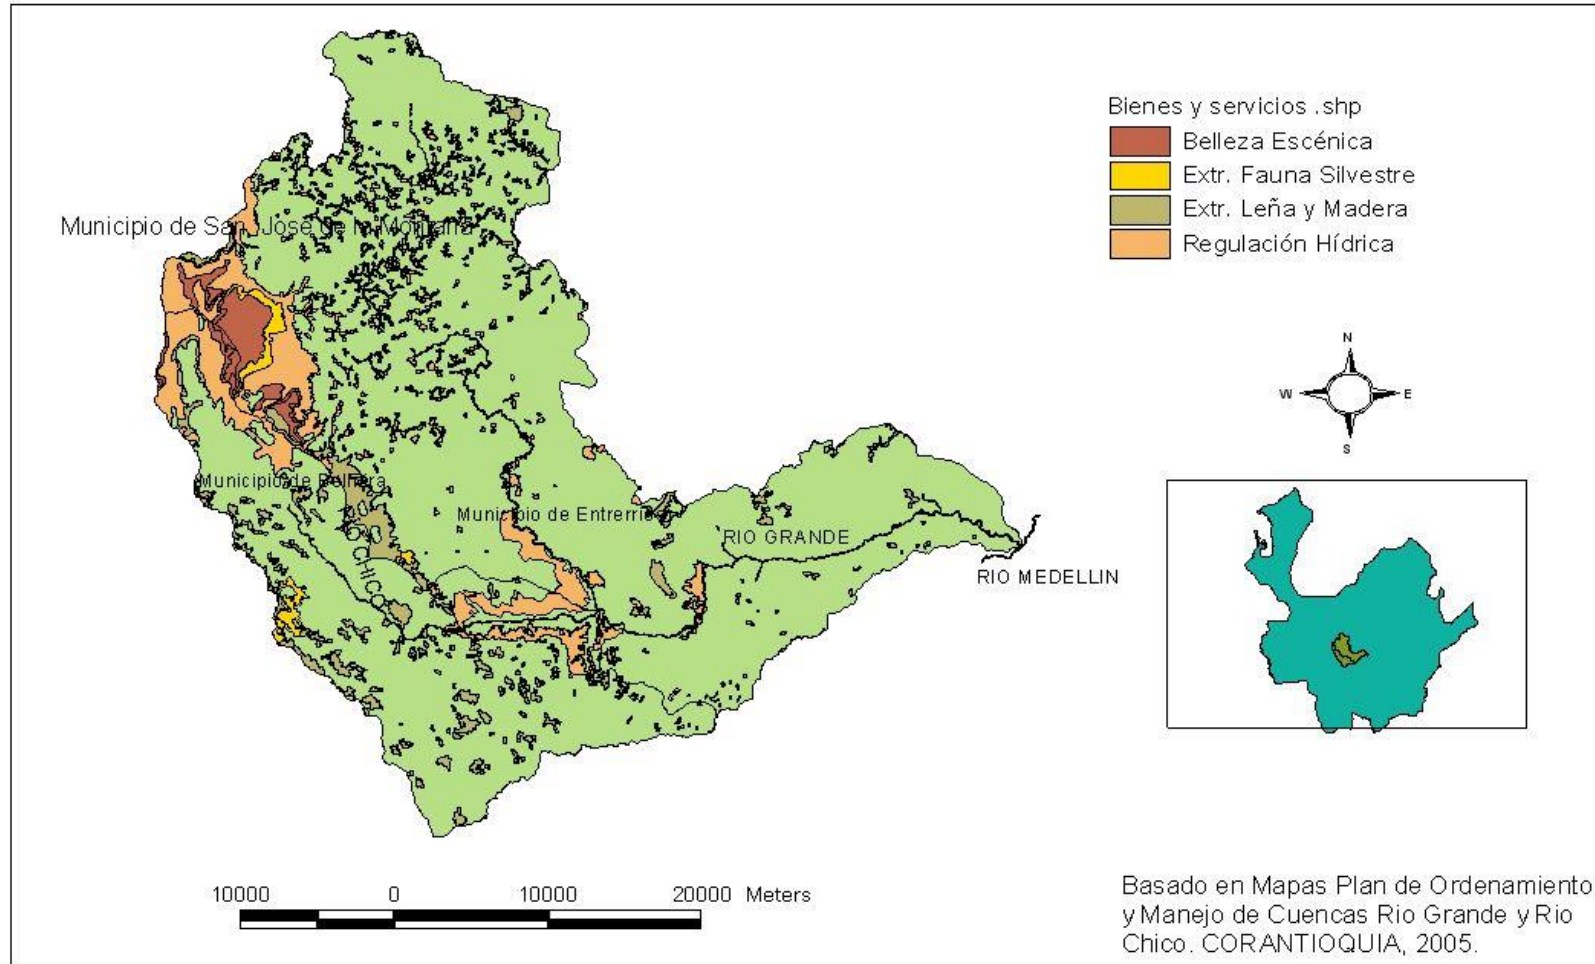 Bienes y servicios .shp
Belleza Escénica
Extr. Fauna Silvestre
Extr. Leña y Madera
Regulación Hídrica
Municipio de San José de la Montaña
N
W E
S
Municipio de Belmira
Municipio de Entrerrios
RIO CHICO
RIO GRANDE
RIO MEDELLIN
10000 0 10000 20000 Meters
Basado en Mapas Plan de Ordenamiento
y Manejo de Cuencas Rio Grande y Rio
Chico. CORANTIOQUIA, 2005.